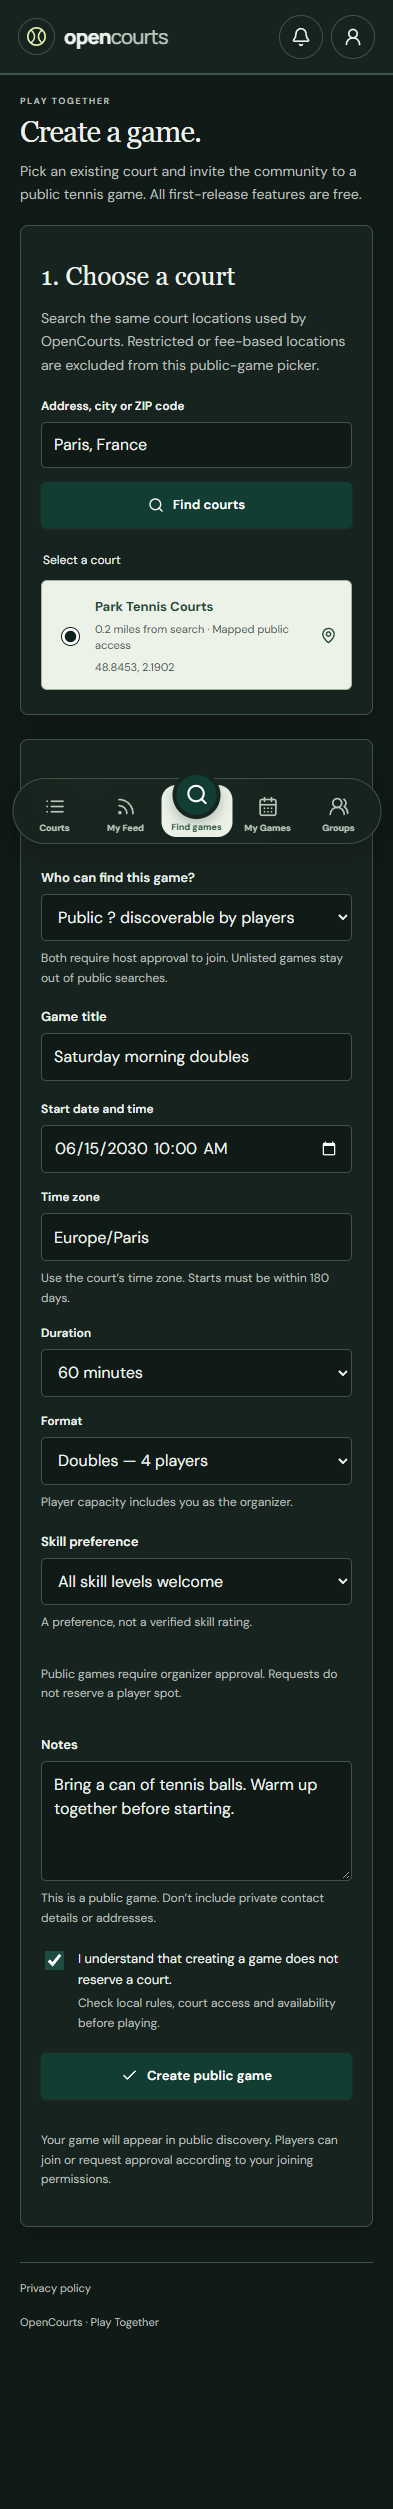 opencourts
PLAY TOGETHER
Create a game.
Pick an existing court and invite the community to a
public tennis game. All first-release features are free.
1. Choose a court
Search the same court locations used by
OpenCourts. Restricted or fee-based locations
are excluded from this public-game picker.
Address, city or ZIP code
Paris, France
Find courts
Select a court
Park Tennis Courts
0.2 miles from search · Mapped public
access
48.8453, 2.1902
Courts
My Feed
Find games
My Games
Groups
Who can find this game?
Public ? discoverable by players
Both require host approval to join. Unlisted games stay
out of public searches.
Game title
Saturday morning doubles
Start date and time
06/15/2030 10:00 AM
Time zone
Europe/Paris
Use the court’s time zone. Starts must be within 180
days.
Duration
60 minutes
Format
Doubles — 4 players
Player capacity includes you as the organizer.
Skill preference
All skill levels welcome
A preference, not a verified skill rating.
Public games require organizer approval. Requests do
not reserve a player spot.
Notes
Bring a can of tennis balls. Warm up
together before starting.
This is a public game. Don’t include private contact
details or addresses.
I understand that creating a game does not
reserve a court.
Check local rules, court access and availability
before playing.
Create public game
Your game will appear in public discovery. Players can
join or request approval according to your joining
permissions.
Privacy policy
OpenCourts · Play Together